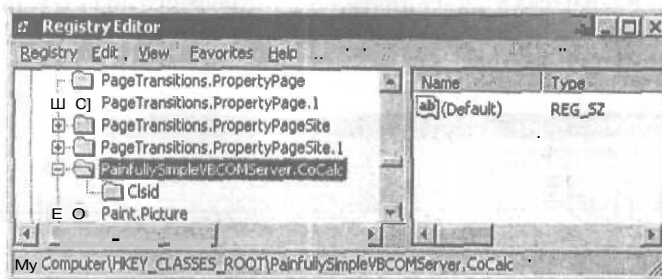 Registry Editor
Registry Edit View Favorites Help
PageTransitions.PropertyPage
Ш С] PageTransitions.PropertyPage.1
PageTransitions.PropertyPageSite
PageTransitions.PropertyPageSite.1
PainfullySimpleVBCOMServer.CoCalc
Clsid
E O Paint.Picture
Name Type
ab (Default) REG_SZ
My Computer\HKEY_CLASSES_ROOT\PainfullySimpleVBCOMServer.CoCalc